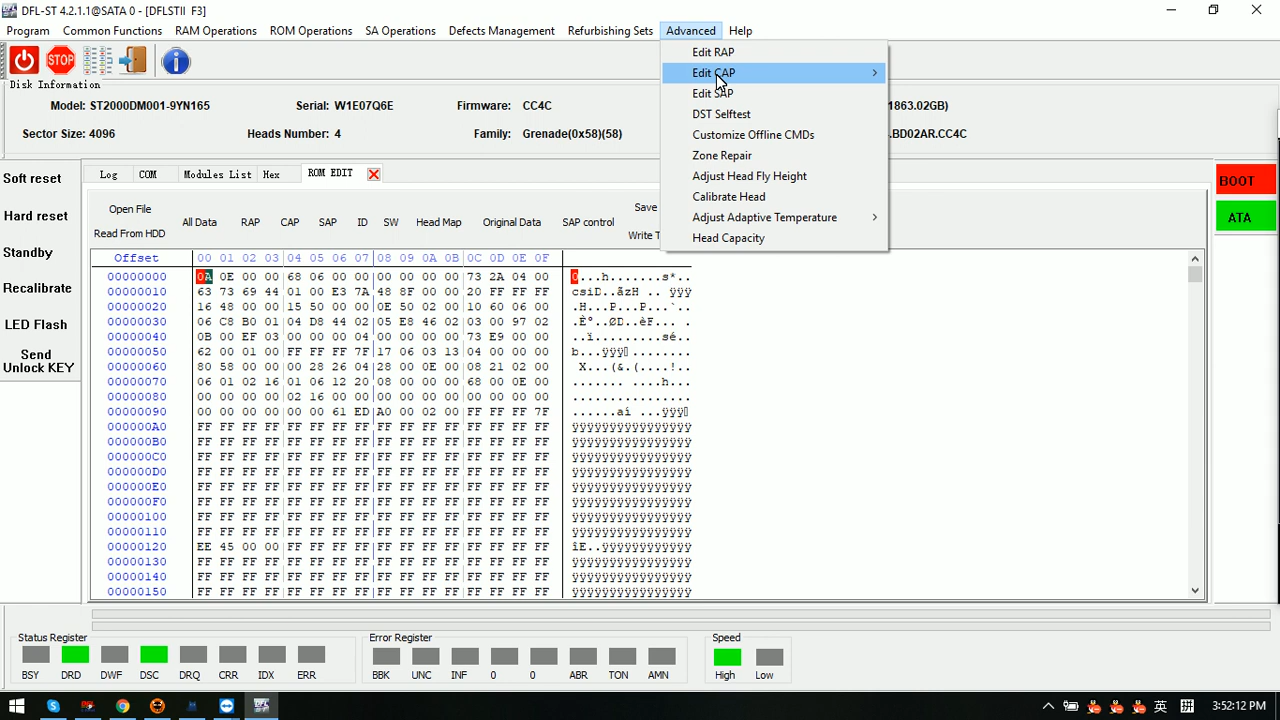 DFL-ST 4.2.1.1@SATA 0 - [DFLSTII F3]
Program Common Functions RAM Operations ROM Operations SA Operations Defects Management Refurbishing Sets Advanced Help
Edit RAP
Edit CAP
Edit SAP
DST Selftest
Customize Offline CMDs
Zone Repair
Adjust Head Fly Height
Calibrate Head
Adjust Adaptive Temperature
Head Capacity
STOP
Disk Information
Model: ST2000DM001-9YN165 Serial: W1E07Q6E Firmware: CC4C 1863.02GB)
Sector Size: 4096 Heads Number: 4 Family: Grenade(0x58)(58) .BD02AR.CC4C
Soft reset
Hard reset
Standby
Recalibrate
LED Flash
Send
Unlock KEY
Log COM Modules List Hex ROM EDIT
Open File
Read From HDD
All Data RAP CAP ID SW Head Map Original Data SAP control
Save
Write T
BOOT
ATA
Offset 00 01 02 03 04 05 06 07 08 09 0A 0B 0C 0D 0E 0F
00000000 0A 0E 00 00 68 06 00 00 00 00 00 00 73 2A 04 00 0...h.......s*..
00000010 63 73 69 44 01 00 E3 7A 48 8F 00 00 20 FF FF FF csiD..ãzH .. ÿÿÿ
00000020 16 48 00 00 15 50 00 00 0E 50 02 00 10 60 06 00 .H...P...P...`..
00000030 06 C8 B0 01 04 D8 44 02 05 E8 46 02 03 00 97 02 .È°..ØD..èF... .
00000040 0B 00 EF 03 00 00 00 04 00 00 00 00 73 E9 00 00 ..ï.........sé..
00000050 62 00 01 00 FF FF FF 7F 17 06 03 13 04 00 00 00 b...ÿÿÿ▯........
00000060 80 58 00 00 00 28 26 04 28 00 0E 00 08 21 02 00 X...(&.(....!..
00000070 06 01 02 16 01 06 12 20 08 00 00 00 68 00 0E 00 ....... ....h...
00000080 00 00 00 00 02 16 00 00 00 00 00 00 00 00 00 00 ................
00000090 00 00 00 00 00 00 61 ED A0 00 02 00 FF FF FF 7F ......aí ...ÿÿÿ▯
000000A0 FF FF FF FF FF FF FF FF FF FF FF FF FF FF FF FF ÿÿÿÿÿÿÿÿÿÿÿÿÿÿÿÿ
000000B0 FF FF FF FF FF FF FF FF FF FF FF FF FF FF FF FF ÿÿÿÿÿÿÿÿÿÿÿÿÿÿÿÿ
000000C0 FF FF FF FF FF FF FF FF FF FF FF FF FF FF FF FF ÿÿÿÿÿÿÿÿÿÿÿÿÿÿÿÿ
000000D0 FF FF FF FF FF FF FF FF FF FF FF FF FF FF FF FF ÿÿÿÿÿÿÿÿÿÿÿÿÿÿÿÿ
000000E0 FF FF FF FF FF FF FF FF FF FF FF FF FF FF FF FF ÿÿÿÿÿÿÿÿÿÿÿÿÿÿÿÿ
000000F0 FF FF FF FF FF FF FF FF FF FF FF FF FF FF FF FF ÿÿÿÿÿÿÿÿÿÿÿÿÿÿÿÿ
00000100 FF FF FF FF FF FF FF FF FF FF FF FF FF FF FF FF ÿÿÿÿÿÿÿÿÿÿÿÿÿÿÿÿ
00000110 FF FF FF FF FF FF FF FF FF FF FF FF FF FF FF FF ÿÿÿÿÿÿÿÿÿÿÿÿÿÿÿÿ
00000120 EE 45 00 00 FF FF FF FF FF FF FF FF FF FF FF FF îE..ÿÿÿÿÿÿÿÿÿÿÿÿ
00000130 FF FF FF FF FF FF FF FF FF FF FF FF FF FF FF FF ÿÿÿÿÿÿÿÿÿÿÿÿÿÿÿÿ
00000140 FF FF FF FF FF FF FF FF FF FF FF FF FF FF FF FF ÿÿÿÿÿÿÿÿÿÿÿÿÿÿÿÿ
00000150 FF FF FF FF FF FF FF FF FF FF FF FF FF FF FF FF ÿÿÿÿÿÿÿÿÿÿÿÿÿÿÿÿ
Status Register Error Register Speed
BSY DRD DWF DSC DRQ CRR IDX ERR BBK UNC INF 0 0 ABR TON AMN High Low
英 拼 3:52:12 PM